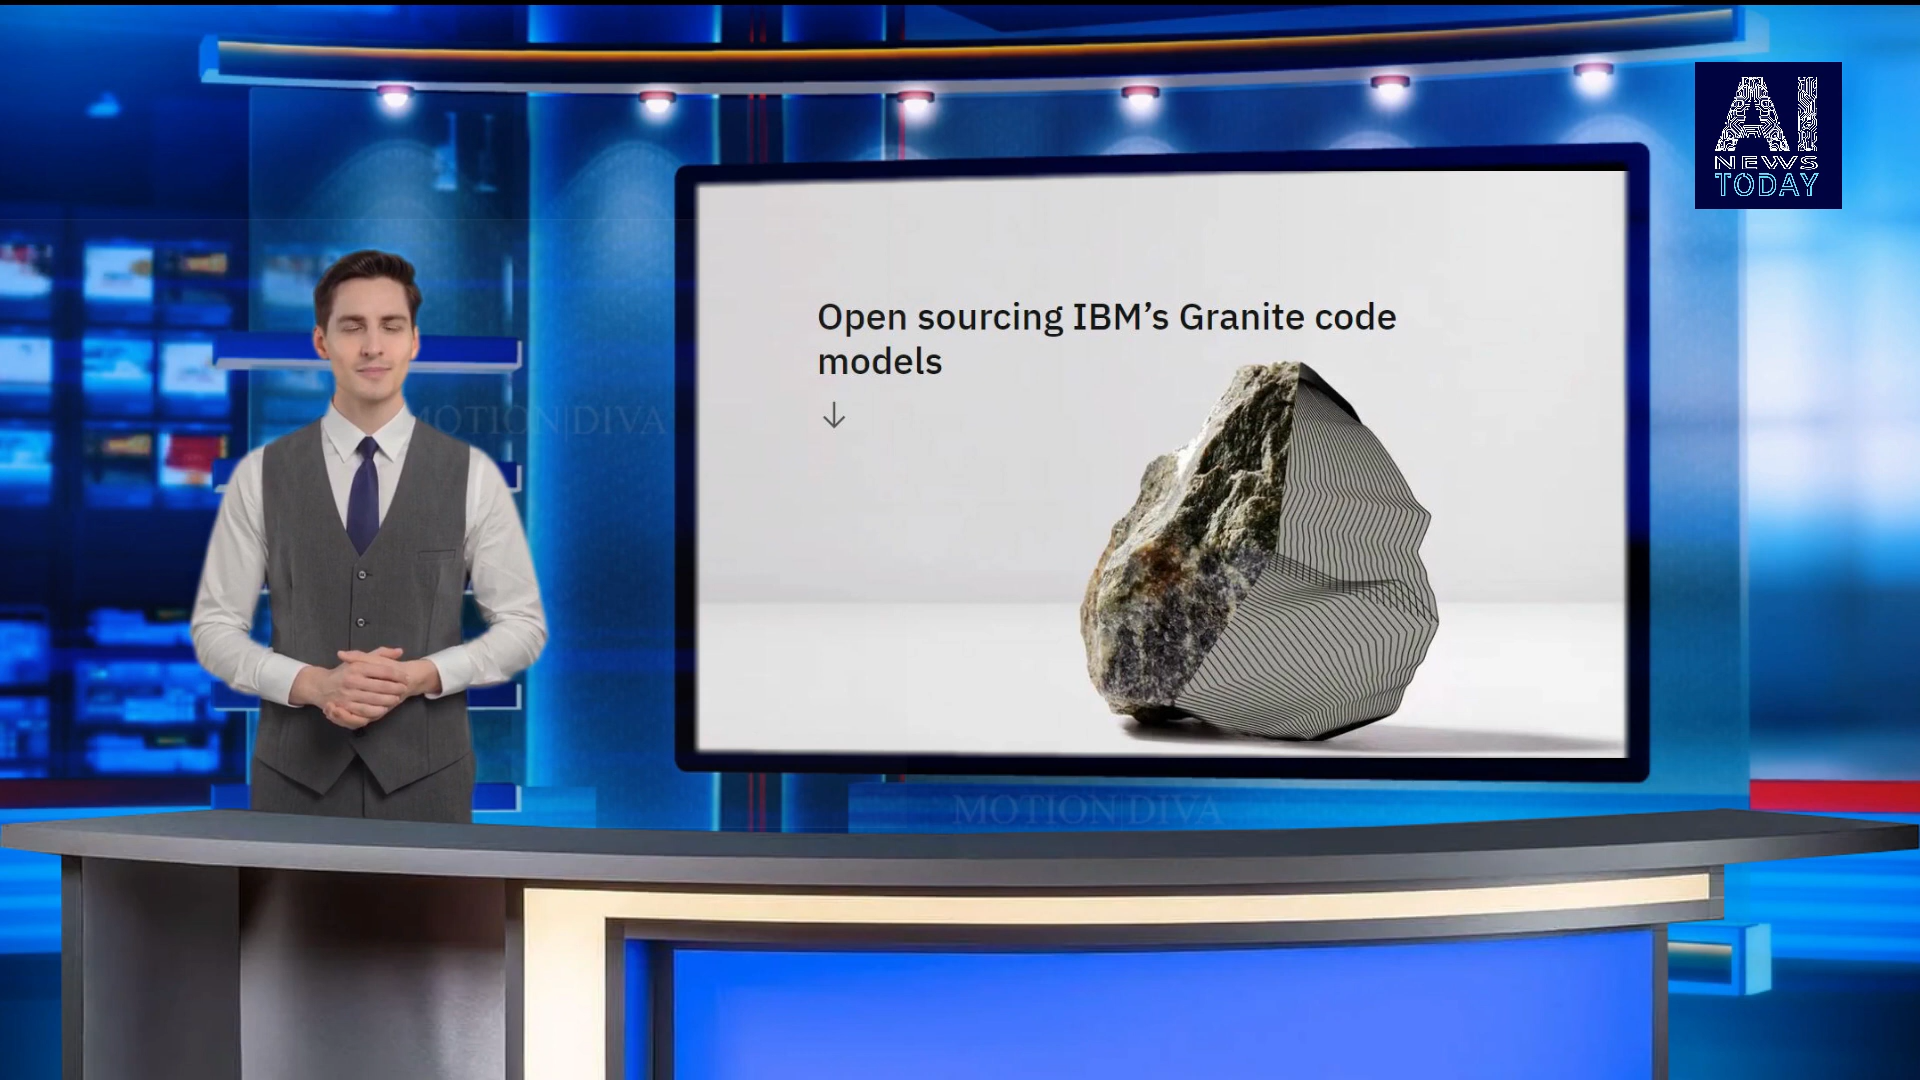 AI
NEWS
TODAY
Open sourcing IBM’s Granite code
models
MOTION|DIVA
MOTION|DIVA